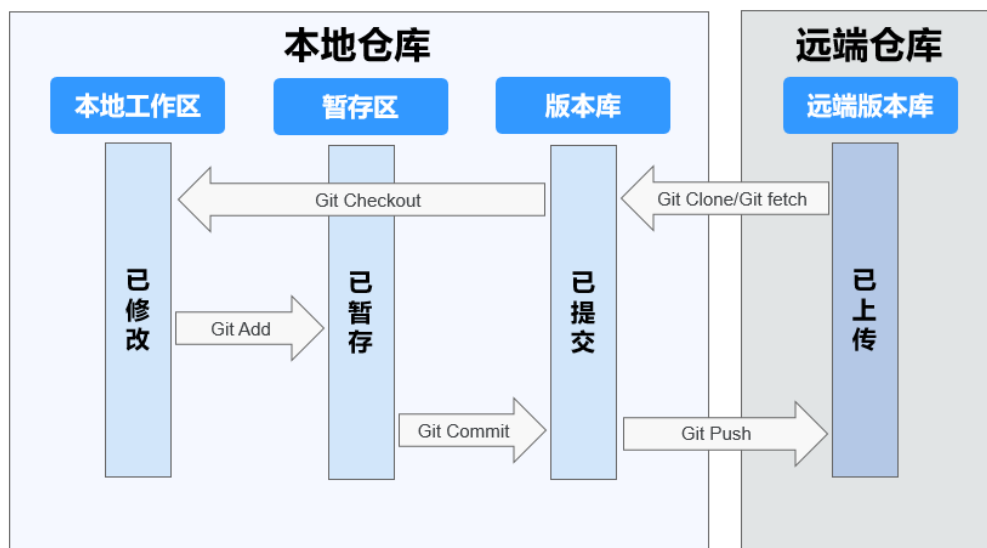 本地仓库
远端仓库
本地工作区
暂存区
版本库
远端版本库
Git Checkout
Git Clone/Git fetch
已修改
已暂存
已提交
已上传
Git Add
Git Commit
Git Push